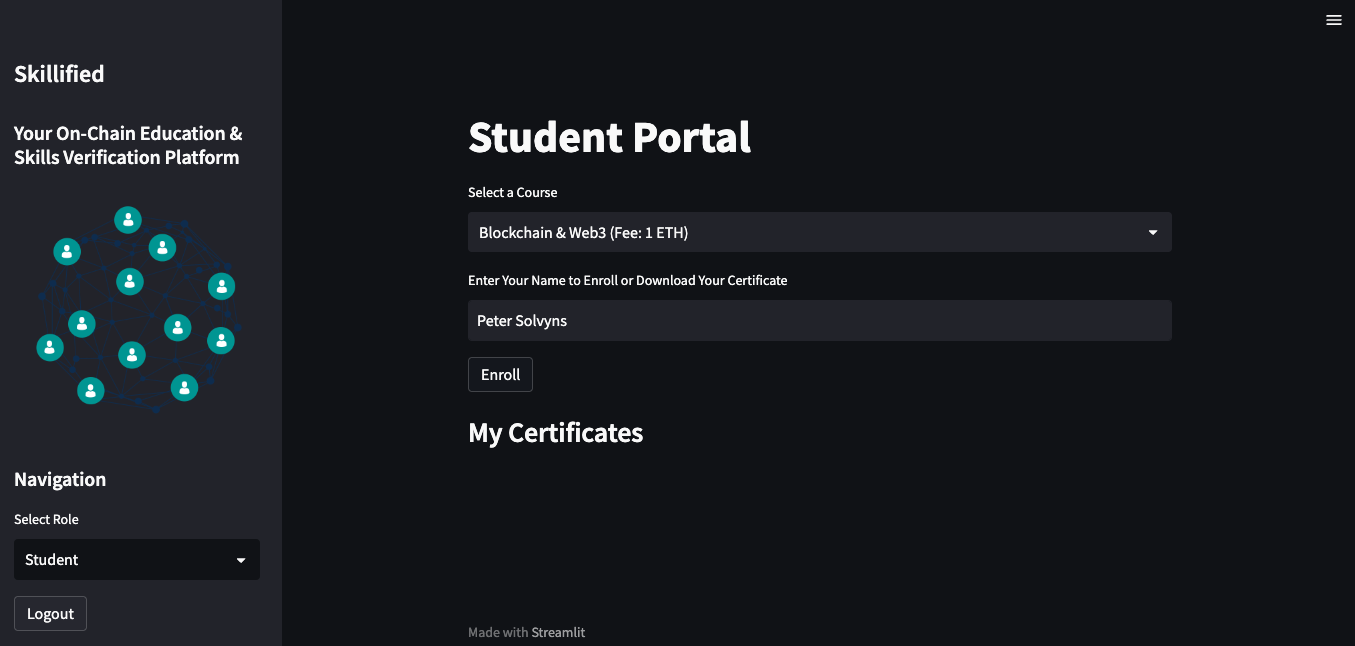 Skillified
Your On-Chain Education &
Skills Verification Platform
Navigation
Select Role
Student
Logout
Student Portal
Select a Course
Blockchain & Web3 (Fee: 1 ETH)
Enter Your Name to Enroll or Download Your Certificate
Peter Solvyns
Enroll
My Certificates
Made with Streamlit